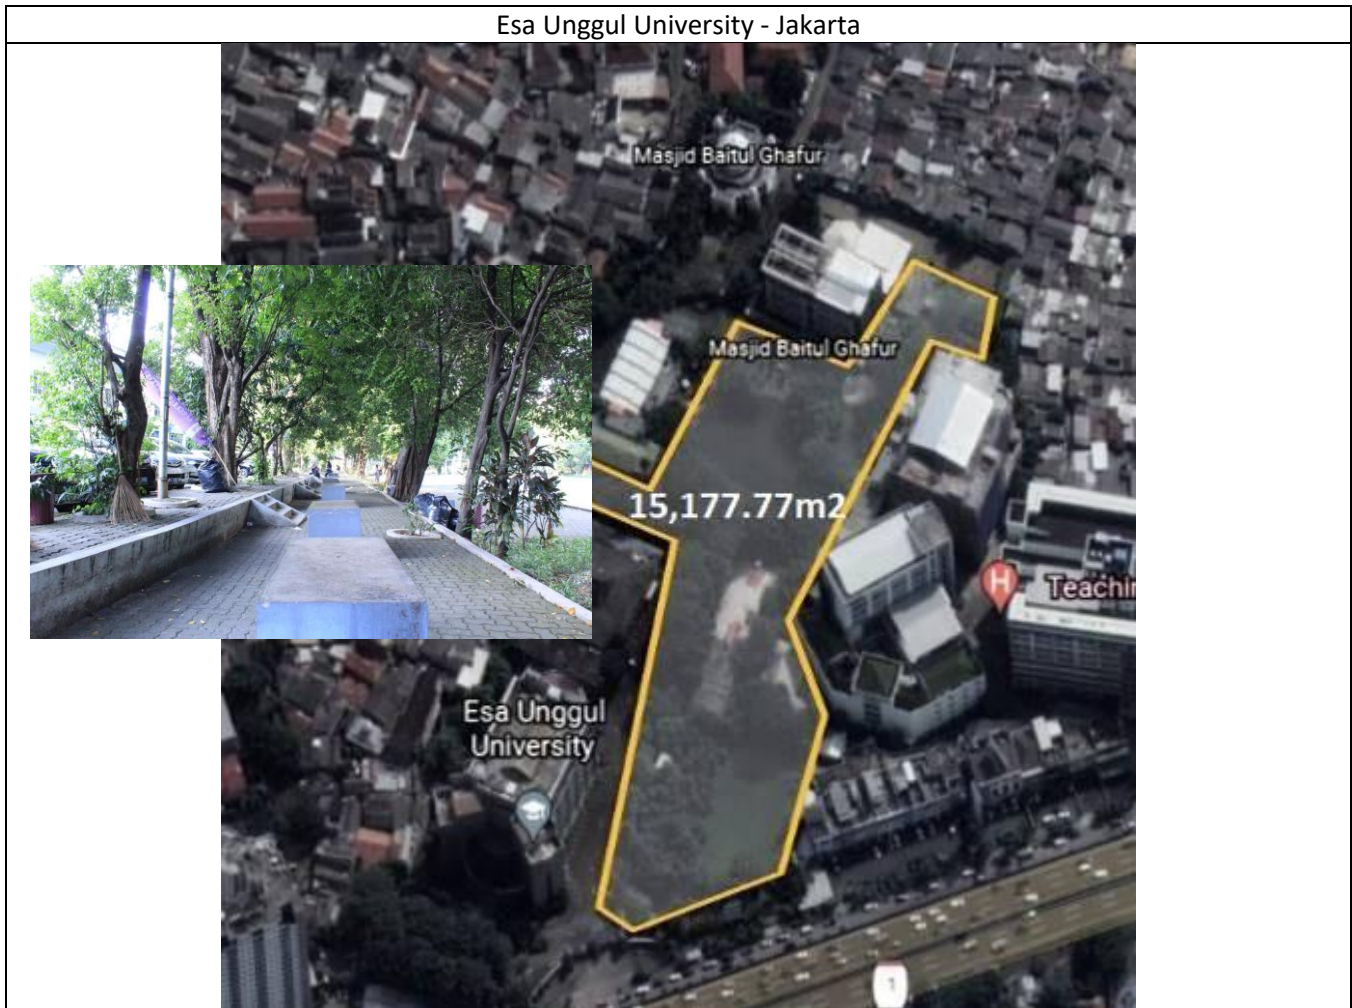 Esa Unggul University - Jakarta
Masjid Baitul Ghafur
Masjid Baitul Ghafur
15,177.77m2
H
Teachin
Esa Unggul
University
1